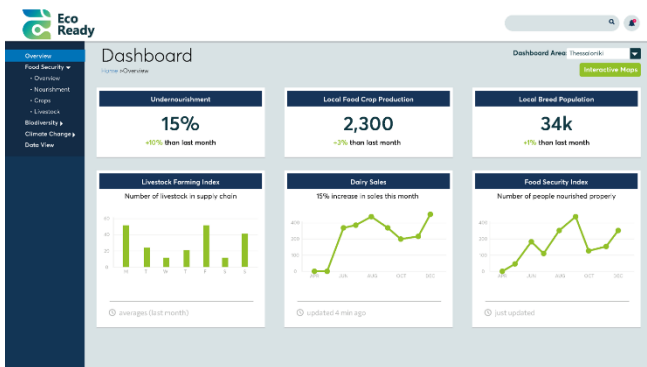 Eco
Ready
Dashboard
Home »Overview
Dashboard Area: Thessaloniki
Interactive Maps
Overview
Food Security
- Overview
- Nourishment
- Crops
- Livestock
Biodiversity
Climate Change
Data View
Undernourishment
15%
+10% than last month
Local Food Crop Production
2,300
+3% than last month
Local Breed Population
34k
+1% than last month
Livestock Farming Index
Number of livestock in supply chain
60
40
20
0
M T W T F S S
averages (last month)
Dairy Sales
15% increase in sales this month
400
200
100
0
APR JUN AUG OCT DEC
updated 4 min ago
Food Security Index
Number of people nourished properly
400
200
100
0
APR JUN AUG OCT DEC
just updated